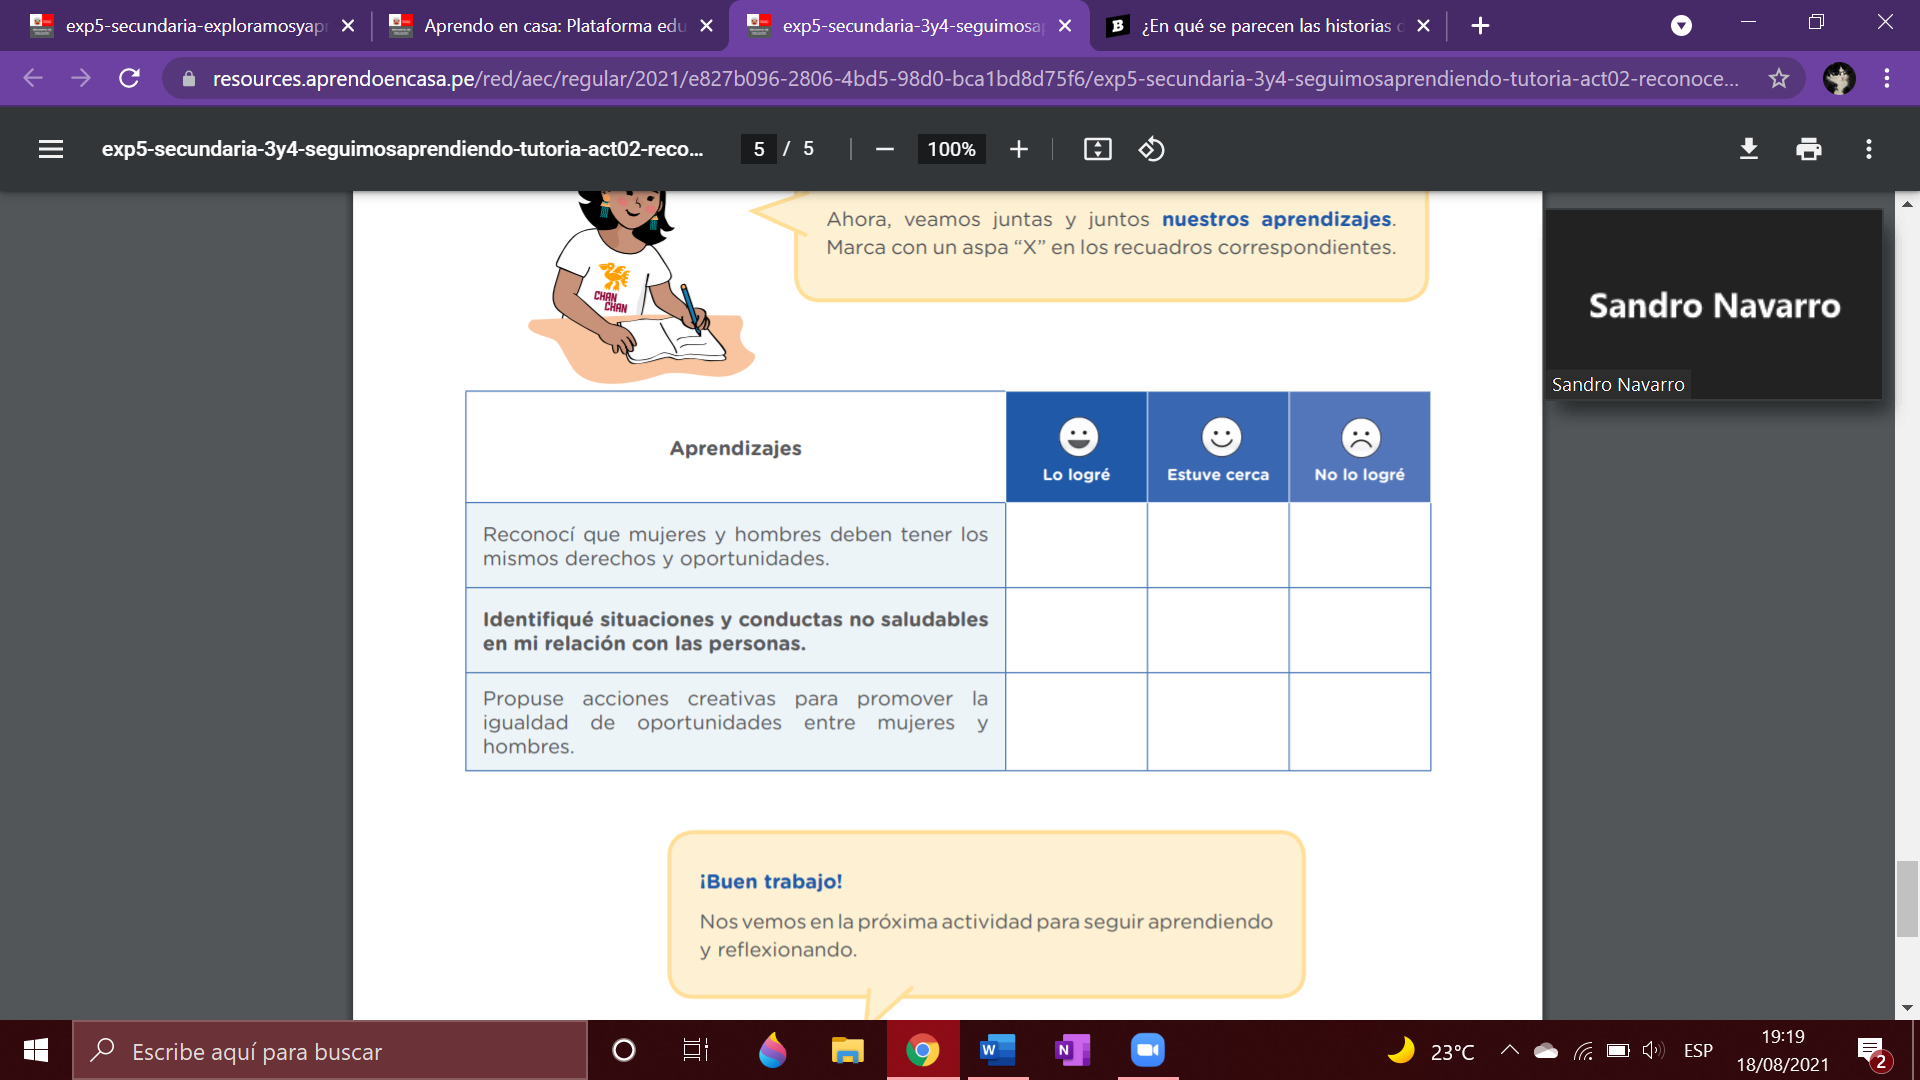 exp5-secundaria-exploramosyapr
Aprendo en casa: Plataforma edu
exp5-secundaria-3y4-seguimosap
¿En qué se parecen las historias d
resources.aprendoencasa.pe/red/aec/regular/2021/e827b096-2806-4bd5-98d0-bca1bd8d75f6/exp5-secundaria-3y4-seguimosaprendiendo-tutoria-act02-reconoce...
exp5-secundaria-3y4-seguimosaprendiendo-tutoria-act02-reco...
5 / 5
100%
Ahora, veamos juntas y juntos nuestros aprendizajes.
Marca con un aspa “X” en los recuadros correspondientes.
CHAN
CHAN
Sandro Navarro
Sandro Navarro
Aprendizajes
Lo logré
Estuve cerca
No lo logré
Reconocí que mujeres y hombres deben tener los
mismos derechos y oportunidades.
Identifiqué situaciones y conductas no saludables
en mi relación con las personas.
Propuse acciones creativas para promover la
igualdad de oportunidades entre mujeres y
hombres.
¡Buen trabajo!
Nos vemos en la próxima actividad para seguir aprendiendo
y reflexionando.
Escribe aquí para buscar
23°C
ESP
19:19
18/08/2021
2